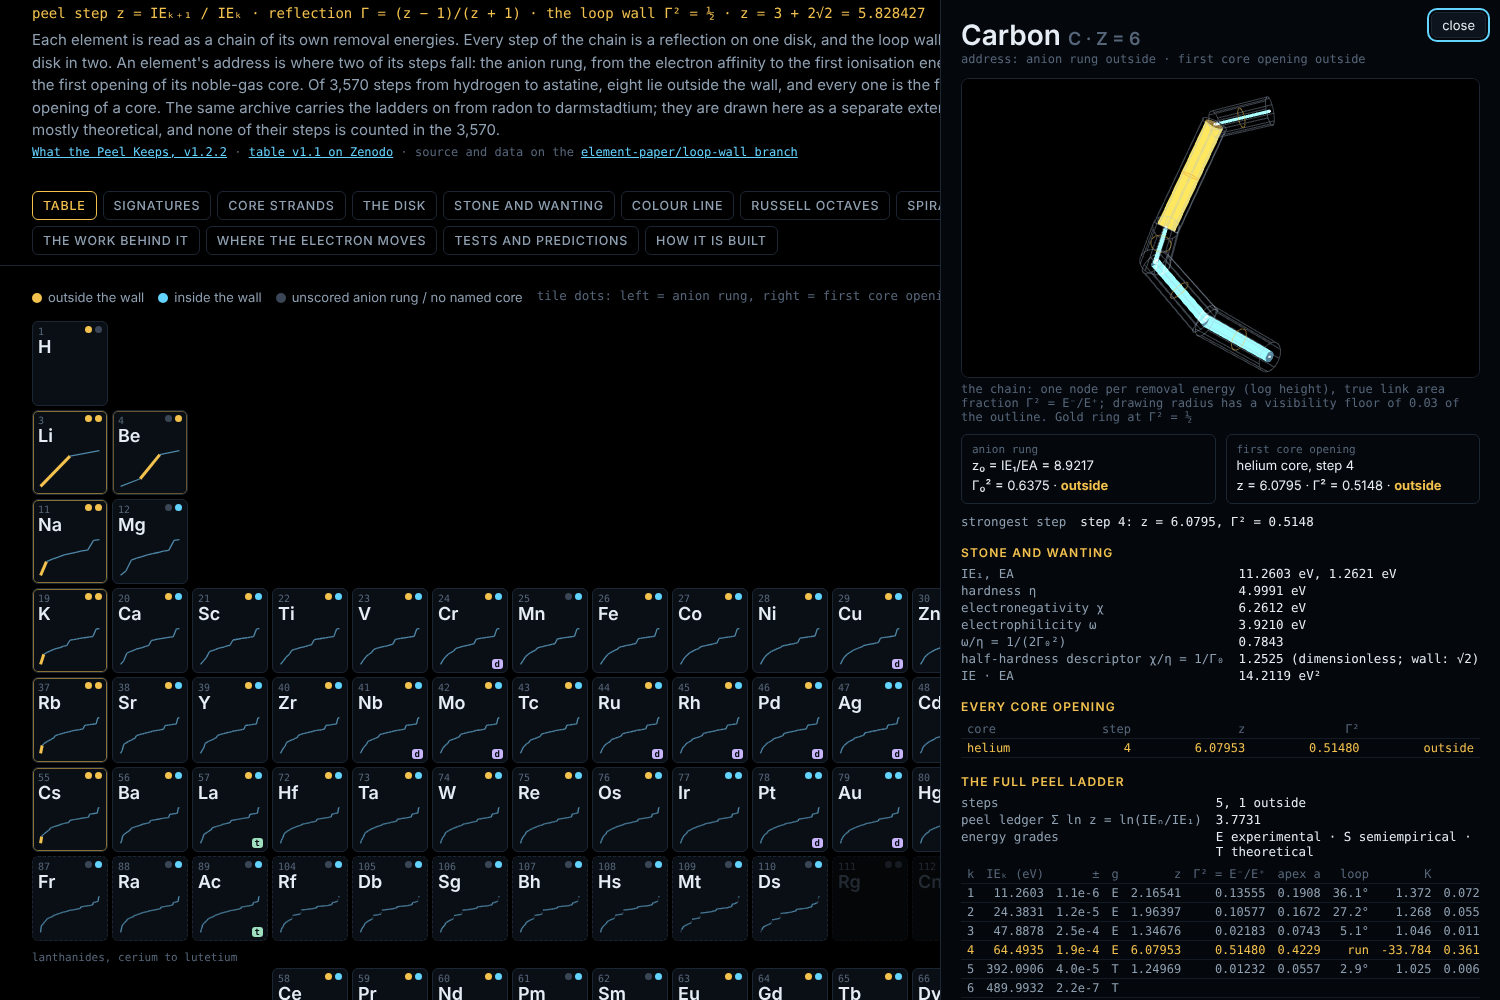 peel step z = IEₖ₊₁ / IEₖ · reflection Γ = (z − 1)/(z + 1) · the loop wall Γ² = ½ · z = 3 + 2√2 = 5.828427
Each element is read as a chain of its own removal energies. Every step of the chain is a reflection on one disk, and the loop wall
disk in two. An element's address is where two of its steps fall: the anion rung, from the electron affinity to the first ionisation
the first opening of its noble-gas core. Of 3,570 steps from hydrogen to astatine, eight lie outside the wall, and every one is the
opening of a core. The same archive carries the ladders on from radon to darmstadtium; they are drawn here as a separate
mostly theoretical, and none of their steps is counted in the 3,570.
What the Peel Keeps, v1.2.2 · table v1.1 on Zenodo · source and data on the element-paper/loop-wall branch
TABLE SIGNATURES CORE STRANDS THE DISK STONE AND WANTING COLOUR LINE RUSSELL OCTAVES
THE WORK BEHIND IT WHERE THE ELECTRON MOVES TESTS AND PREDICTIONS HOW IT IS BUILT
outside the wall inside the wall unscored anion rung / no named core tile dots: left = anion rung, right = first core
1
H
3 4
Li Be
11 12
Na Mg
19 20 21 22 23 24 25 26 27 28 29 30
K Ca Sc Ti V Cr Mn Fe Co Ni Cu Zn
d d
37 38 39 40 41 42 43 44 45 46 47 48
Rb Sr Y Zr Nb Mo Tc Ru Rh Pd Ag Cd
d d d d d d
55 56 57 72 73 74 75 76 77 78 79 80
Cs Ba La Hf Ta W Re Os Ir Pt Au Hg
t d d
87 88 89 104 105 106 107 108 109 110 111 112
Fr Ra Ac Rf Db Sg Bh Hs Mt Ds Rg Cn
t
lanthanides, cerium to lutetium
58 59 60 61 62 63 64 65 66
Ce Pr Nd Pm Sm Eu Gd Tb
close
Carbon C · Z = 6
address: anion rung outside · first core opening outside
the chain: one node per removal energy (log height), true link area
fraction Γ² = E⁻/E⁺; drawing radius has a visibility floor of 0.03 of
the outline. Gold ring at Γ² = ½
anion rung
z₀ = IE₁/EA = 8.9217
Γ₀² = 0.6375 · outside
first core opening
helium core, step 4
z = 6.0795 · Γ² = 0.5148 · outside
strongest step step 4: z = 6.0795, Γ² = 0.5148
STONE AND WANTING
IE₁, EA 11.2603 eV, 1.2621 eV
hardness η 4.9991 eV
electronegativity χ 6.2612 eV
electrophilicity ω 3.9210 eV
ω/η = 1/(2Γ₀²) 0.7843
half-hardness descriptor χ/η = 1/Γ₀ 1.2525 (dimensionless; wall: √2)
IE · EA 14.2119 eV²
EVERY CORE OPENING
core step z Γ²
helium 4 6.07953 0.51480 outside
THE FULL PEEL LADDER
steps 5, 1 outside
peel ledger Σ ln z = ln(IEₙ/IE₁) 3.7731
energy grades E experimental · S semiempirical ·
T theoretical
k IEₖ (eV) ± g z Γ² = E⁻/E⁺ apex a loop K
1 11.2603 1.1e-6 E 2.16541 0.13555 0.1908 36.1° 1.372 0.072
2 24.3831 1.2e-5 E 1.96397 0.10577 0.1672 27.2° 1.268 0.055
3 47.8878 2.5e-4 E 1.34676 0.02183 0.0743 5.1° 1.046 0.011
4 64.4935 1.9e-4 E 6.07953 0.51480 0.4229 run -33.784 0.361
5 392.0906 4.0e-5 T 1.24969 0.01232 0.0557 2.9° 1.025 0.006
6 489.9932 2.2e-7 T